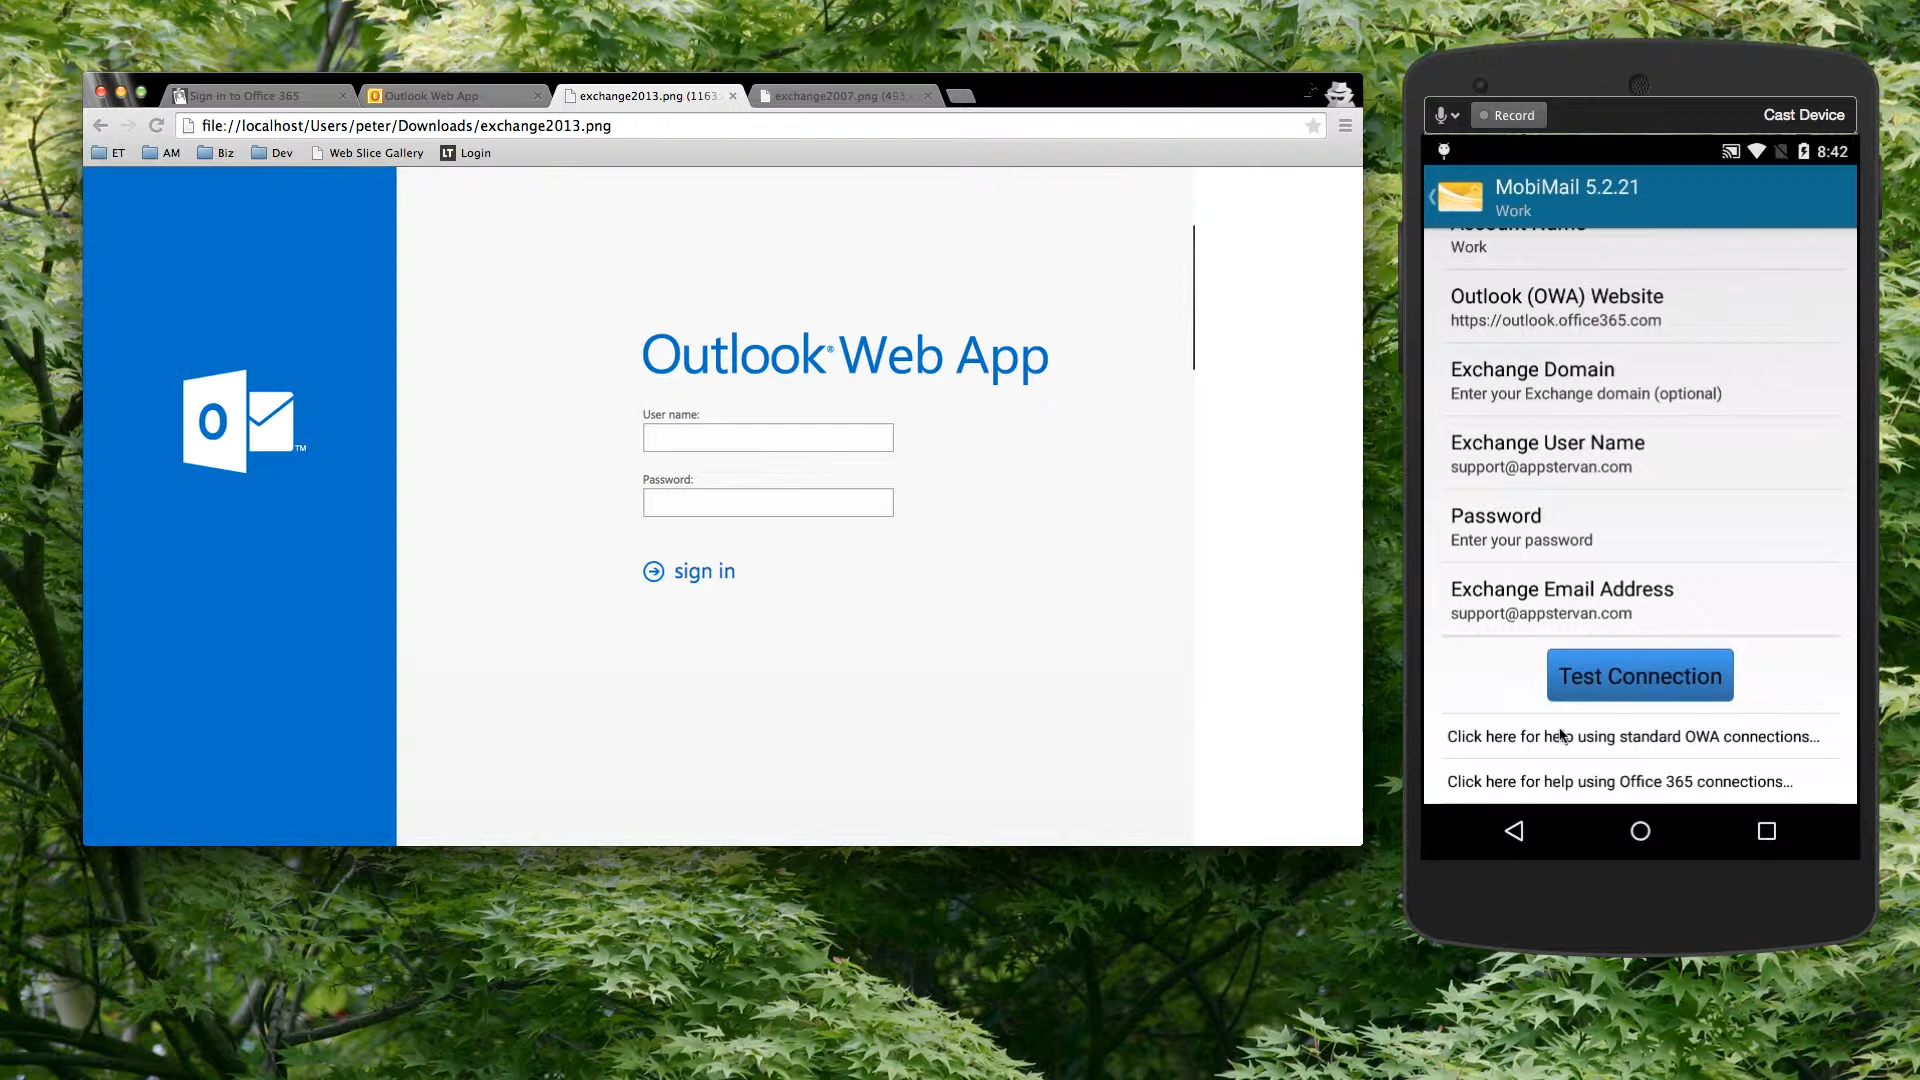 Sign in to Office 365
Outlook Web App
exchange2013.png (1163
exchange2007.png (493
file://localhost/Users/peter/Downloads/exchange2013.png
ET
AM
Biz
Dev
Web Slice Gallery
LT
Login
O
TM
Outlook® Web App
User name:
Password:
sign in
Record
Cast Device
8:42
MobiMail 5.2.21
Work
Account Name
Work
Outlook (OWA) Website
https://outlook.office365.com
Exchange Domain
Enter your Exchange domain (optional)
Exchange User Name
support@appstervan.com
Password
Enter your password
Exchange Email Address
support@appstervan.com
Test Connection
Click here for help using standard OWA connections...
Click here for help using Office 365 connections...